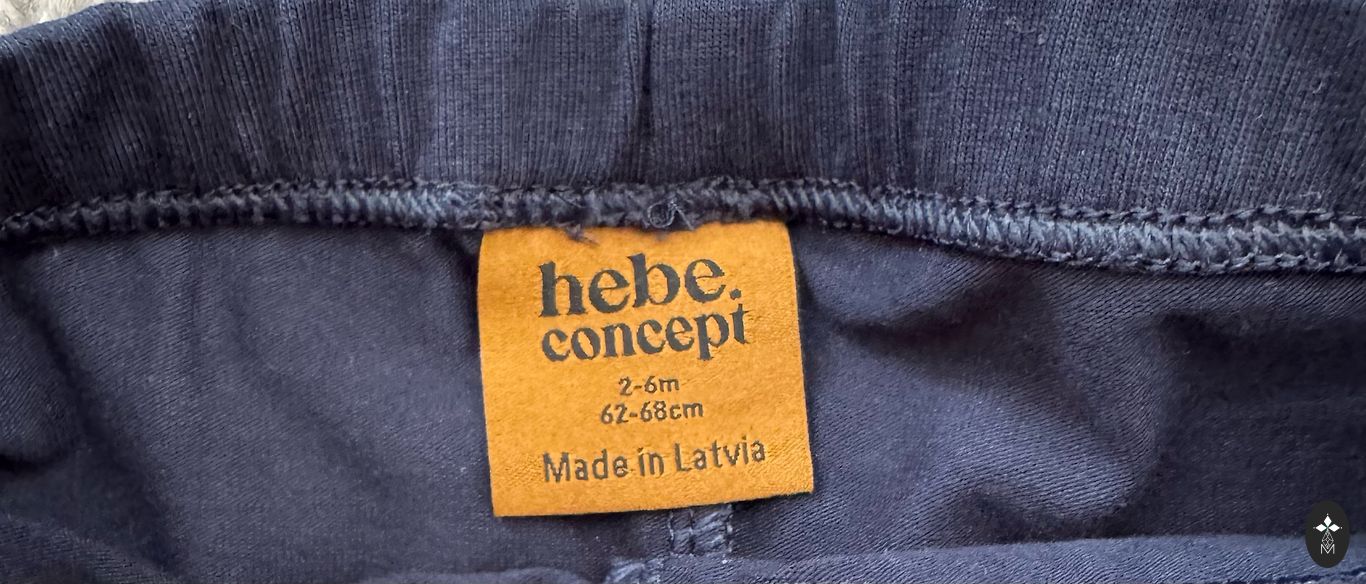 hebe.
concept
2-6m
62-68cm
Made in Latvia
M